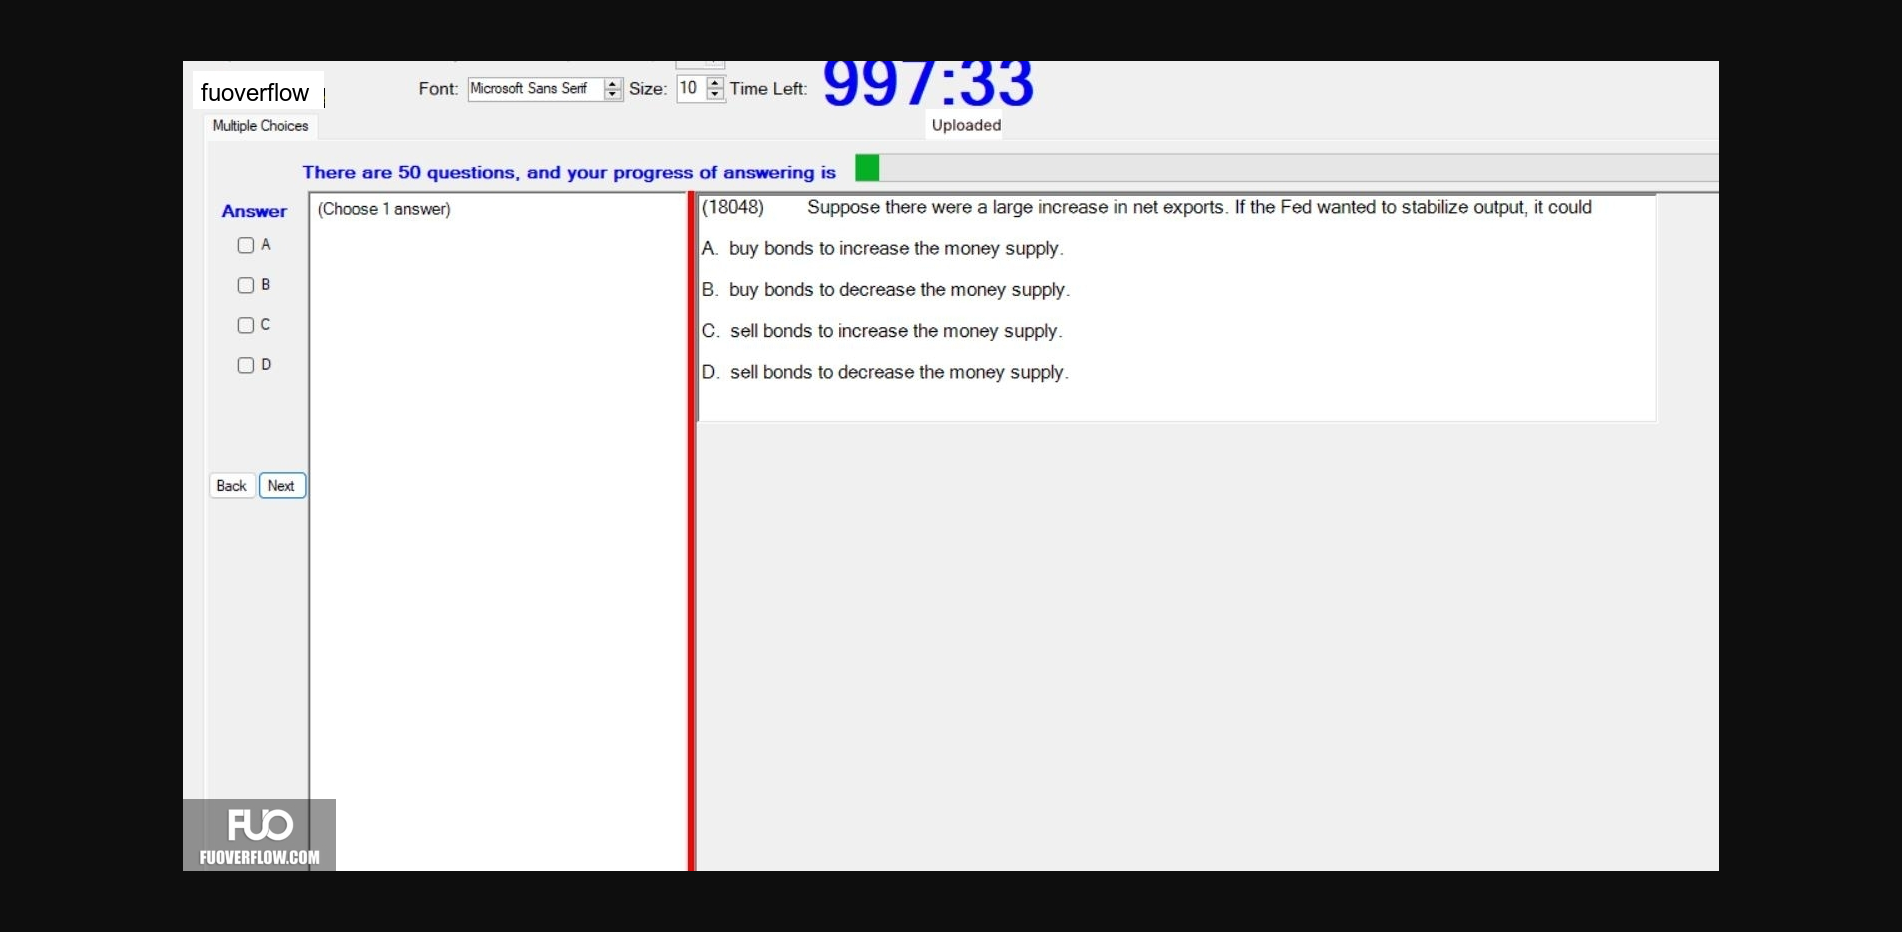 fuoverflow
Font: Microsoft Sans Serif Size: 10 Time Left: 997:33
Multiple Choices
Uploaded
There are 50 questions, and your progress of answering is
Answer
(Choose 1 answer)
A
B
C
D
Back Next
(18048) Suppose there were a large increase in net exports. If the Fed wanted to stabilize output, it could
A. buy bonds to increase the money supply.
B. buy bonds to decrease the money supply.
C. sell bonds to increase the money supply.
D. sell bonds to decrease the money supply.
FUO
FUOVERFLOW.COM